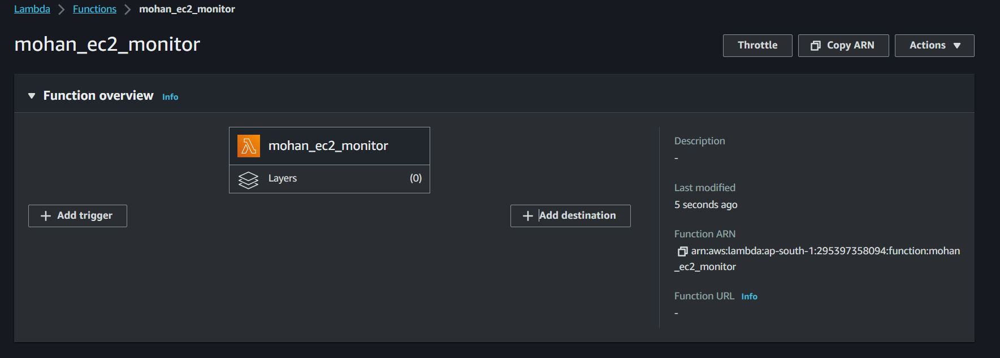 Lambda > Functions > mohan_ec2_monitor
mohan_ec2_monitor
Throttle
Copy ARN
Actions
Function overview Info
mohan_ec2_monitor
Layers (0)
Add trigger
Add destination
Description
-
Last modified
5 seconds ago
Function ARN
arn:aws:lambda:ap-south-1:295397358094:function:mohan
_ec2_monitor
Function URL Info
-